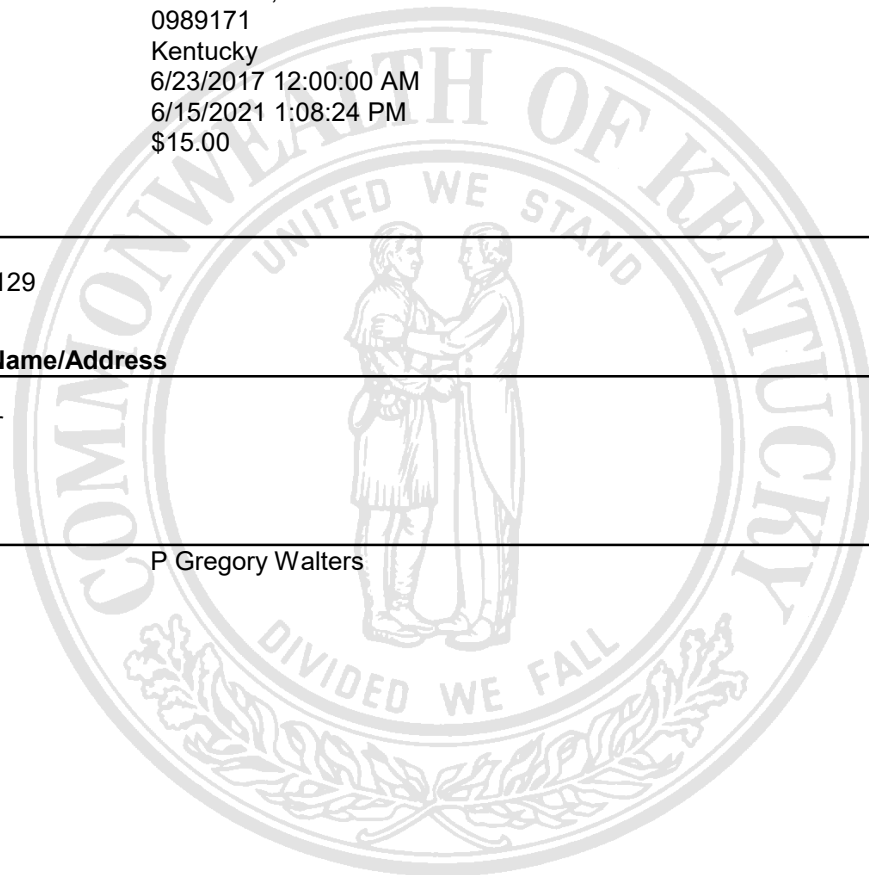 0989171
Kentucky
6/23/2017 12:00:00 AM
6/15/2021 1:08:24 PM
$15.00
COMMONWEALTH OF KENTUCKY
UNITED WE STAND
129
Name/Address
P Gregory Walters
DIVIDED WE FALL